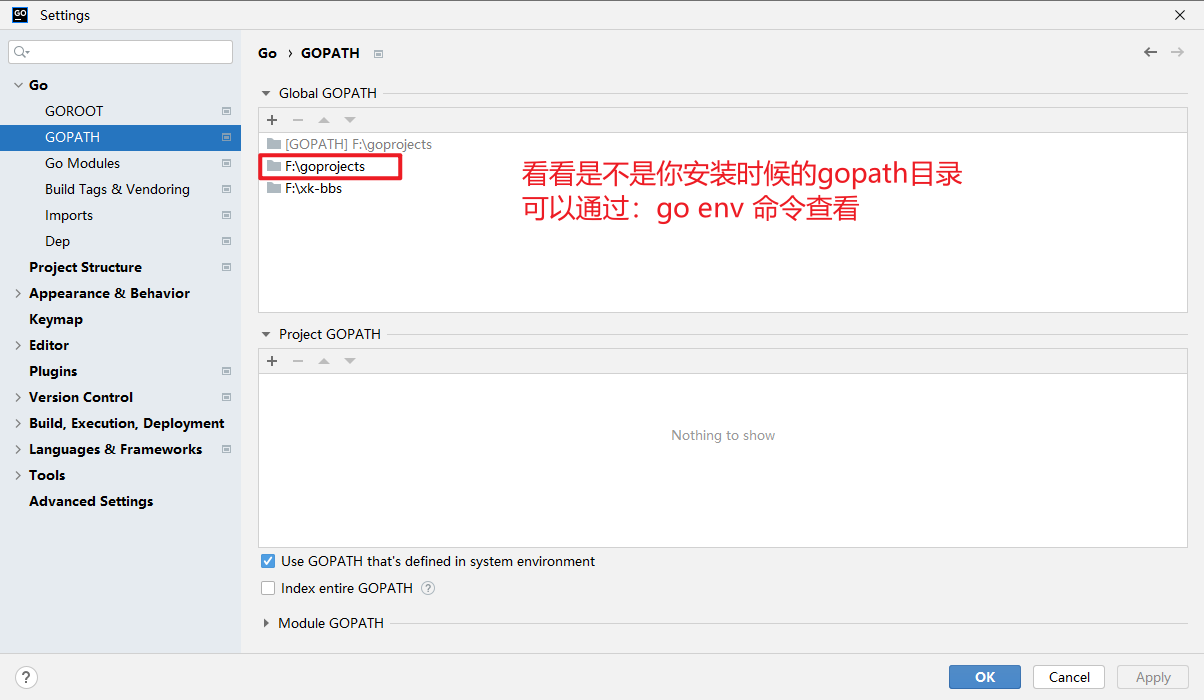 GO
Settings
Go
GOROOT
GOPATH
Go Modules
Build Tags & Vendoring
Imports
Dep
Project Structure
Appearance & Behavior
Keymap
Editor
Plugins
Version Control
Build, Execution, Deployment
Languages & Frameworks
Tools
Advanced Settings
Go › GOPATH
Global GOPATH
[GOPATH] F:\goprojects
F:\goprojects
F:\xk-bbs
看看是不是你安装时候的gopath目录
可以通过：go env 命令查看
Project GOPATH
Nothing to show
Use GOPATH that's defined in system environment
Index entire GOPATH ?
Module GOPATH
?
OK
Cancel
Apply